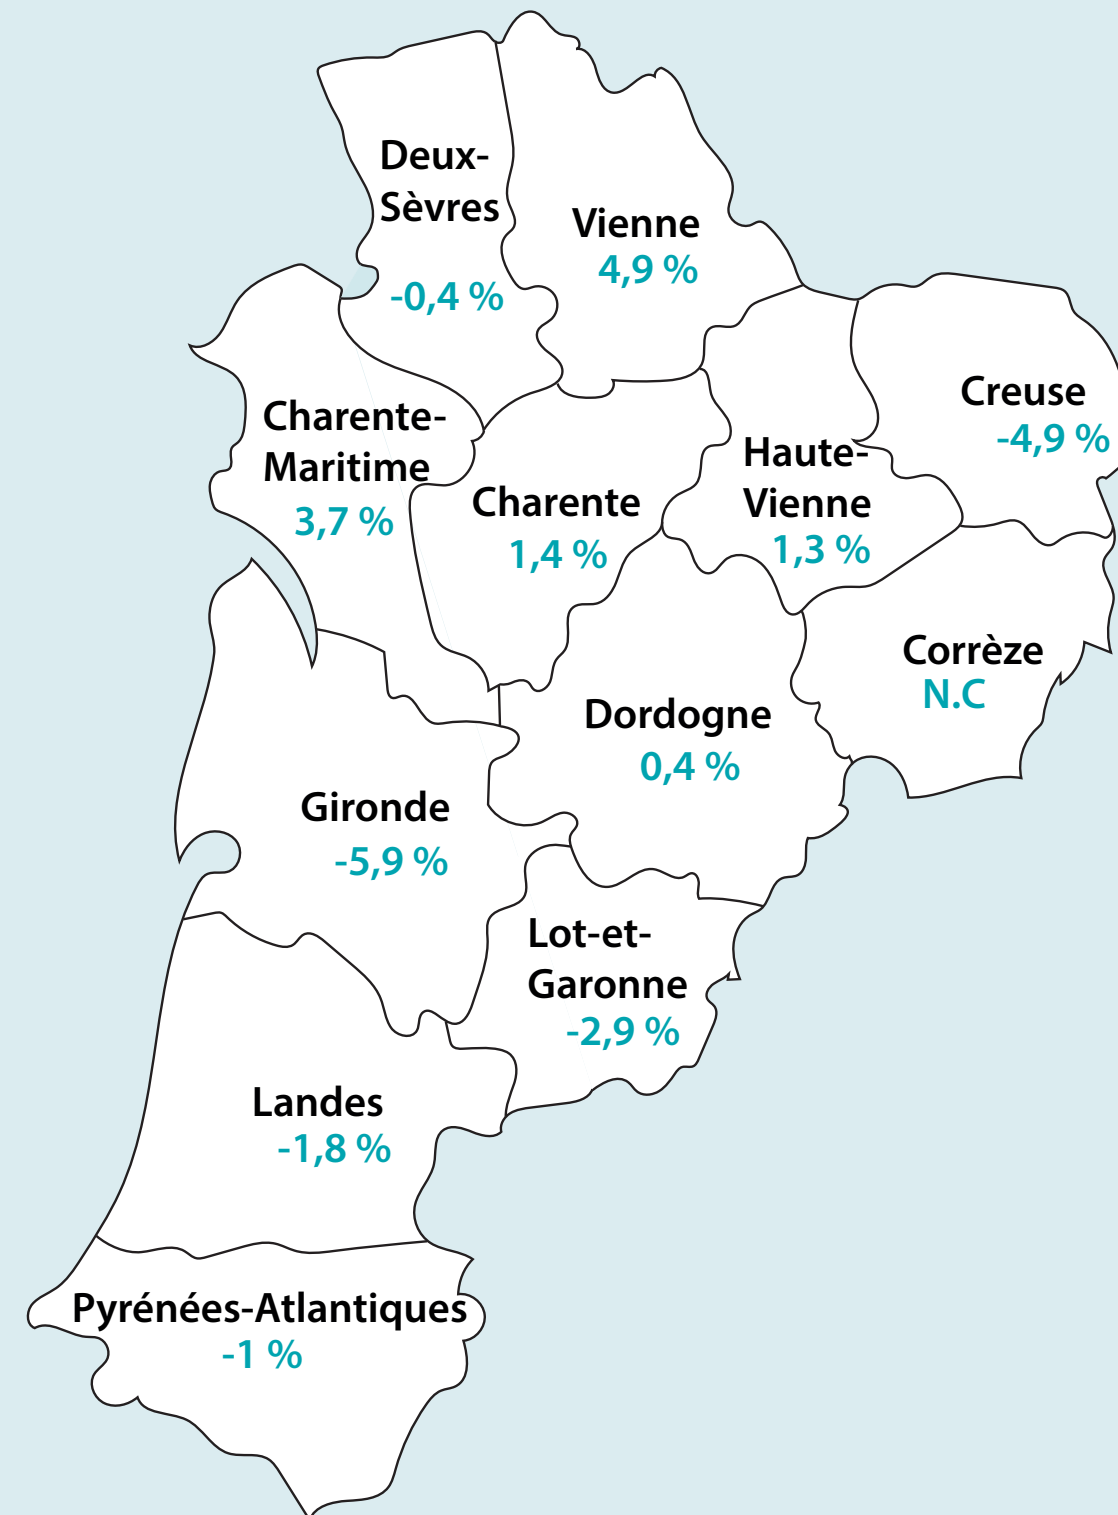 Deux-
Sèvres
-0,4 %
Vienne
4,9 %
Charente-
Maritime
3,7 %
Charente
1,4 %
Haute-
Vienne
1,3 %
Creuse
-4,9 %
Corrèze
N.C
Dordogne
0,4 %
Gironde
-5,9 %
Lot-et-
Garonne
-2,9 %
Landes
-1,8 %
Pyrénées-Atlantiques
-1 %